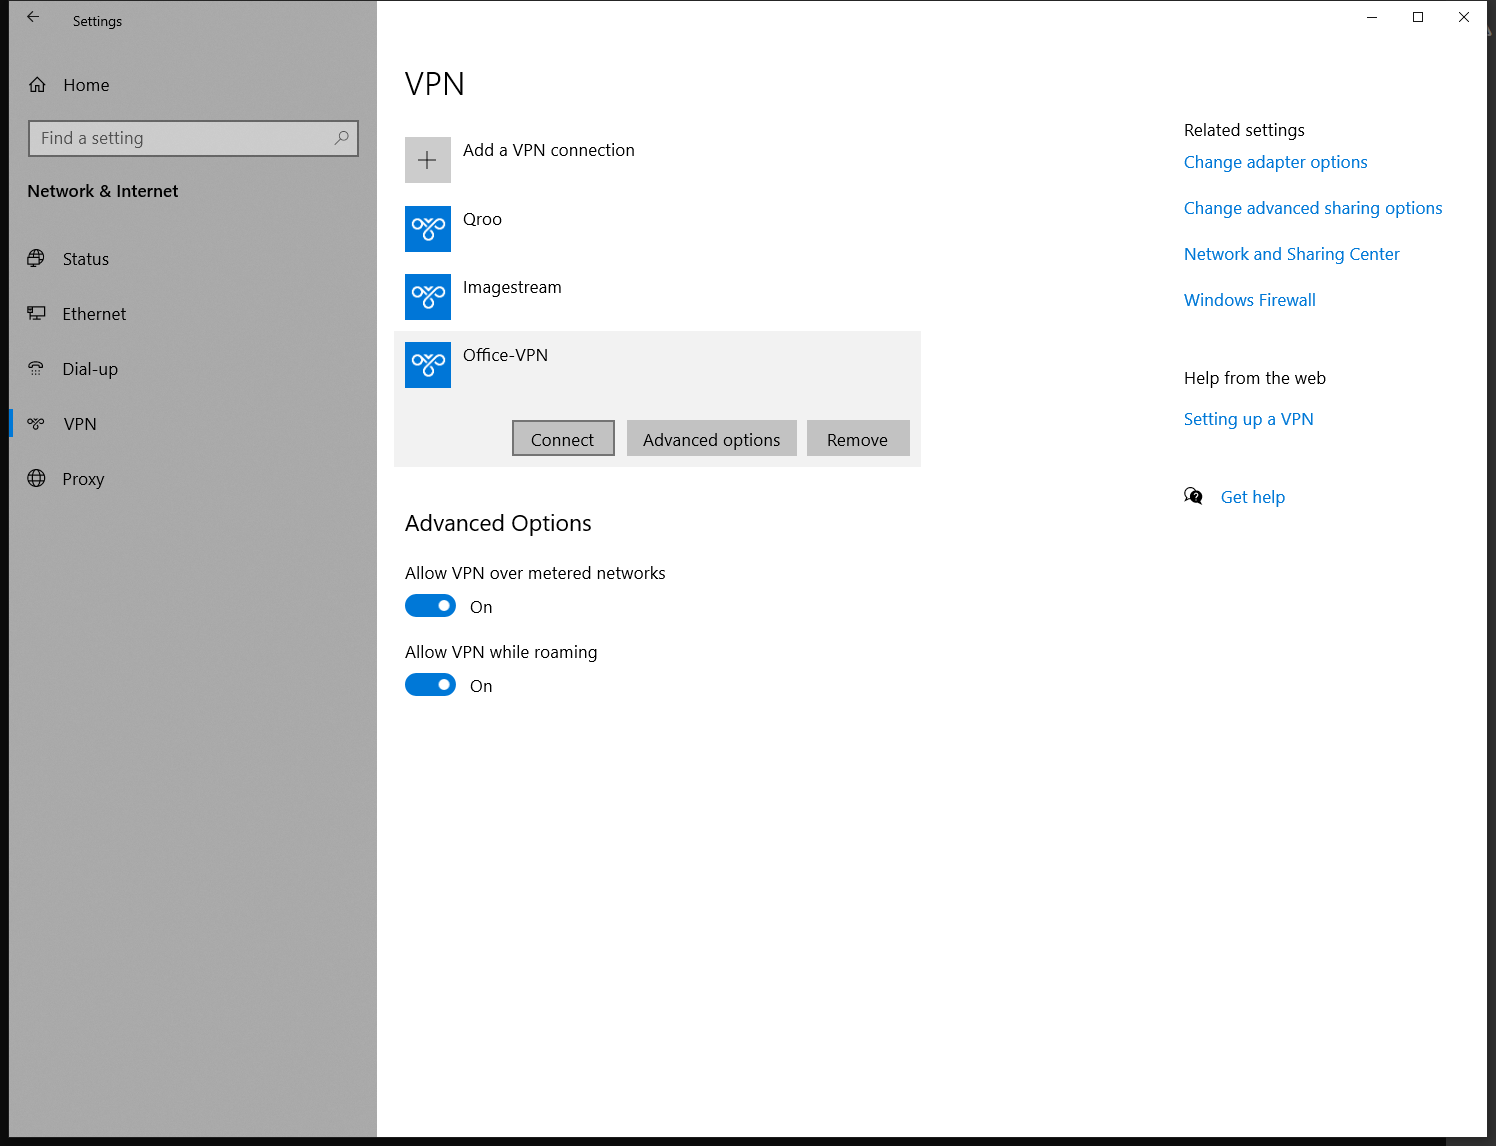 Settings
Home
Find a setting
Network & Internet
Status
Ethernet
Dial-up
VPN
Proxy
VPN
Add a VPN connection
Qroo
Imagestream
Office-VPN
Connect
Advanced options
Remove
Advanced Options
Allow VPN over metered networks
On
Allow VPN while roaming
On
Related settings
Change adapter options
Change advanced sharing options
Network and Sharing Center
Windows Firewall
Help from the web
Setting up a VPN
Get help